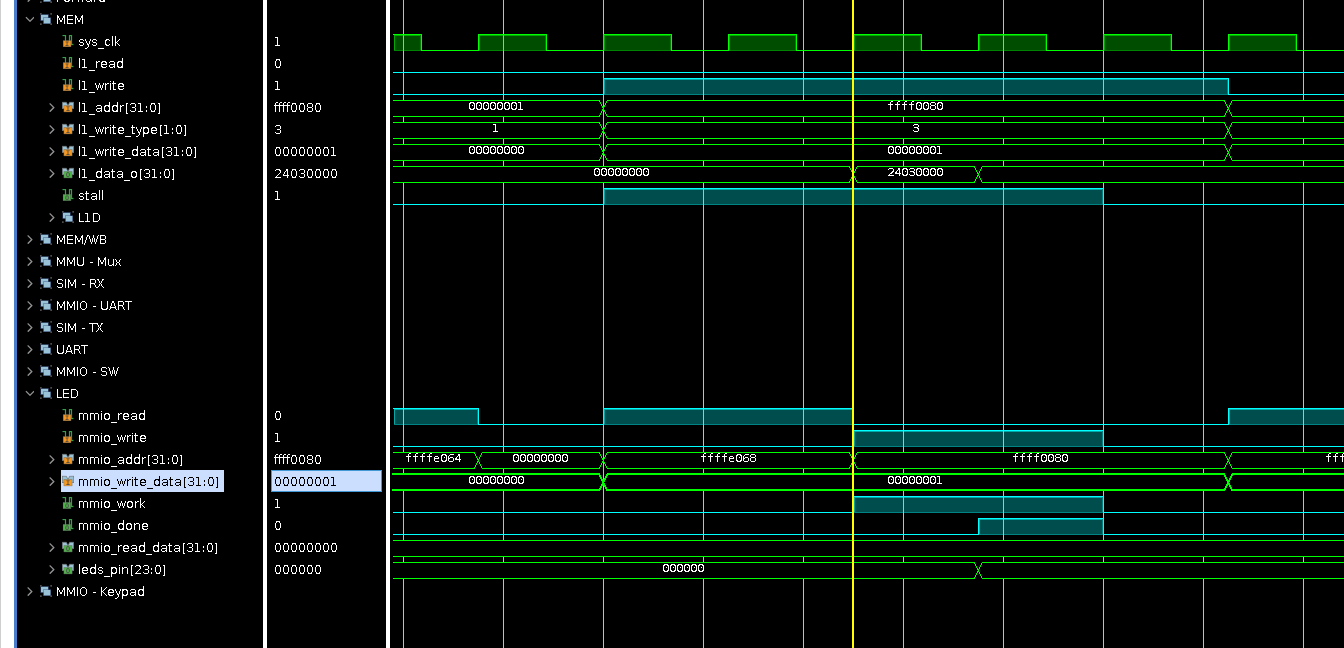 MEM
sys_clk 1
l1_read 0
l1_write 1
l1_addr[31:0] ffff0080 00000001 ffff0080
l1_write_type[1:0] 3 1 3
l1_write_data[31:0] 00000001 00000000 00000001
l1_data_o[31:0] 24030000 00000000 24030000
stall 1
L1D
MEM/WB
MMU - Mux
SIM - RX
MMIO - UART
SIM - TX
UART
MMIO - SW
LED
mmio_read 0
mmio_write 1
mmio_addr[31:0] ffff0080 ffffe064 00000000 ffffe068 ffff0080 fff
mmio_write_data[31:0] 00000001 00000000 00000001
mmio_work 1
mmio_done 0
mmio_read_data[31:0] 00000000
leds_pin[23:0] 000000 000000
MMIO - Keypad